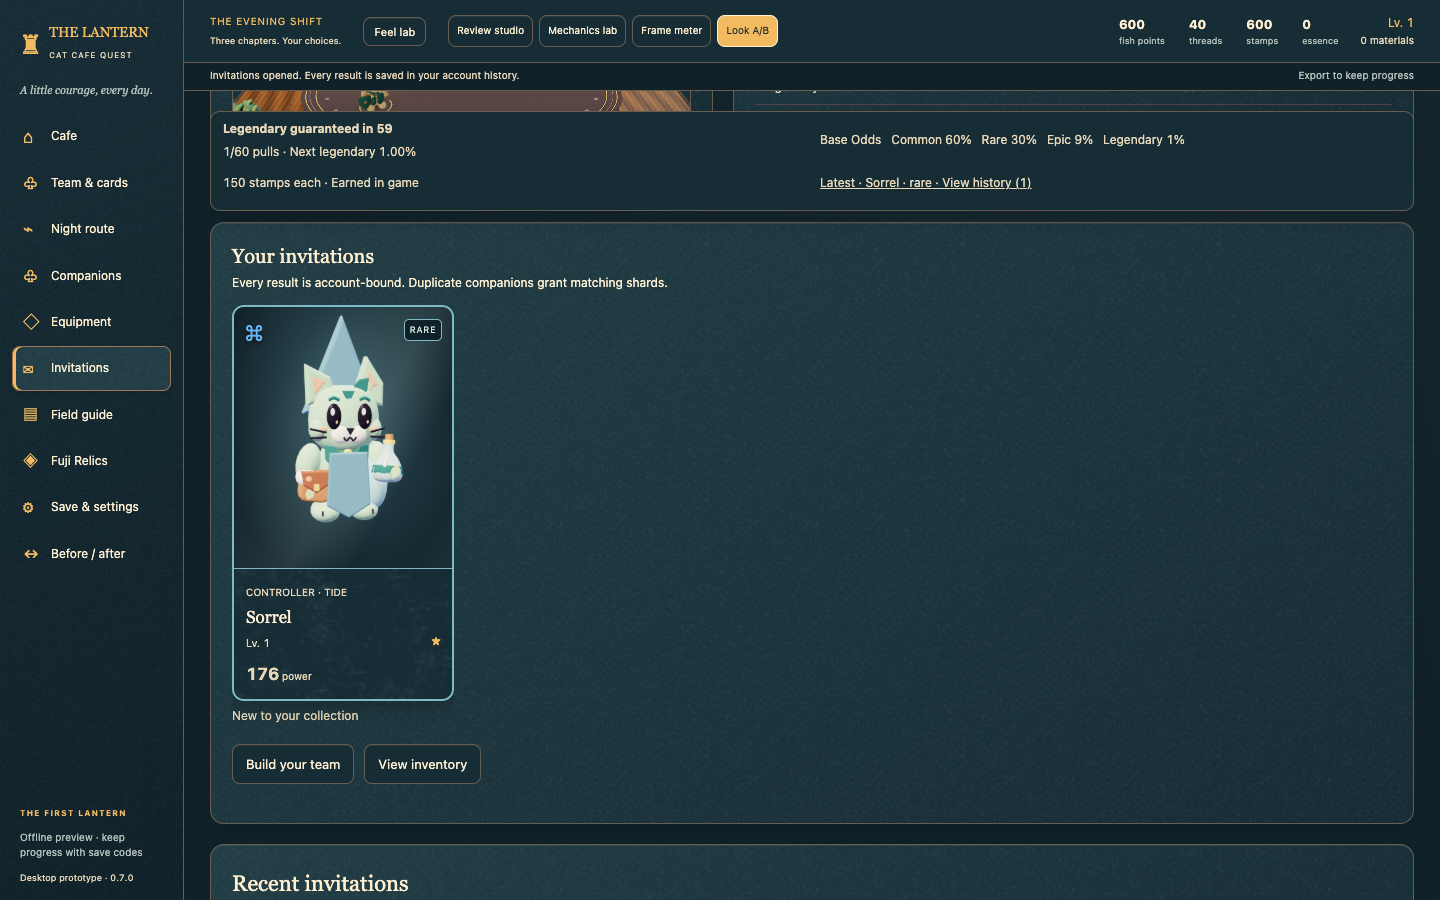 THE LANTERN
CAT CAFE QUEST
A little courage, every day.
Cafe
Team & cards
Night route
Companions
Equipment
Invitations
Field guide
Fuji Relics
Save & settings
Before / after
THE FIRST LANTERN
Offline preview · keep
progress with save codes
Desktop prototype · 0.7.0
THE EVENING SHIFT
Three chapters. Your choices.
Feel lab
Review studio
Mechanics lab
Frame meter
Look A/B
600
fish points
40
threads
600
stamps
0
essence
Lv. 1
0 materials
Invitations opened. Every result is saved in your account history.
Export to keep progress
Legendary guaranteed in 59
1/60 pulls · Next legendary 1.00%
150 stamps each · Earned in game
Base Odds Common 60% Rare 30% Epic 9% Legendary 1%
Latest · Sorrel · rare · View history (1)
Your invitations
Every result is account-bound. Duplicate companions grant matching shards.
RARE
CONTROLLER · TIDE
Sorrel
Lv. 1
176 power
New to your collection
Build your team
View inventory
Recent invitations